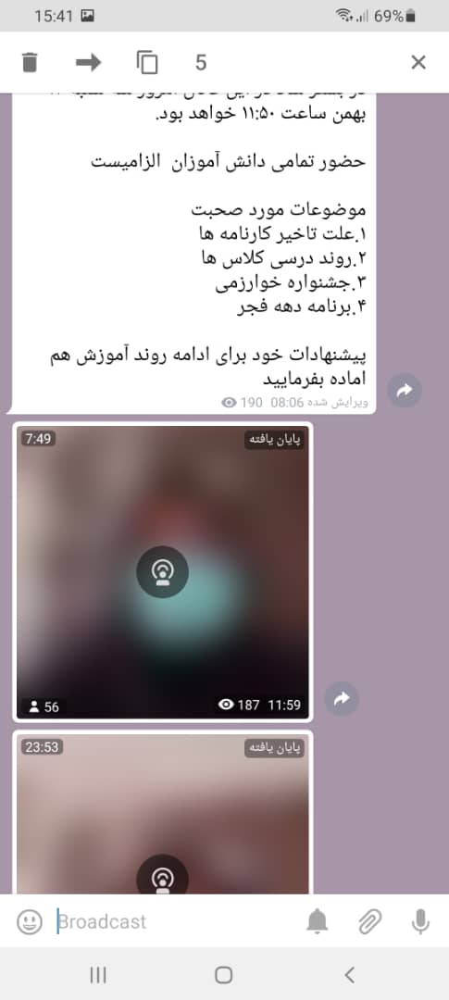 15:41 69%
5
بهمن ساعت ۱۱:۵۰ خواهد بود.
حضور تمامی دانش آموزان الزامیست
موضوعات مورد صحبت
۱.علت تاخیر کارنامه ها
۲.روند درسی کلاس ها
۳.جشنواره خوارزمی
۴.برنامه دهه فجر
پیشنهادات خود برای ادامه روند آموزش هم
اماده بفرمایید
190 08:06 ویرایش شده
7:49 پایان یافته
56 187 11:59
23:53 پایان یافته
Broadcast